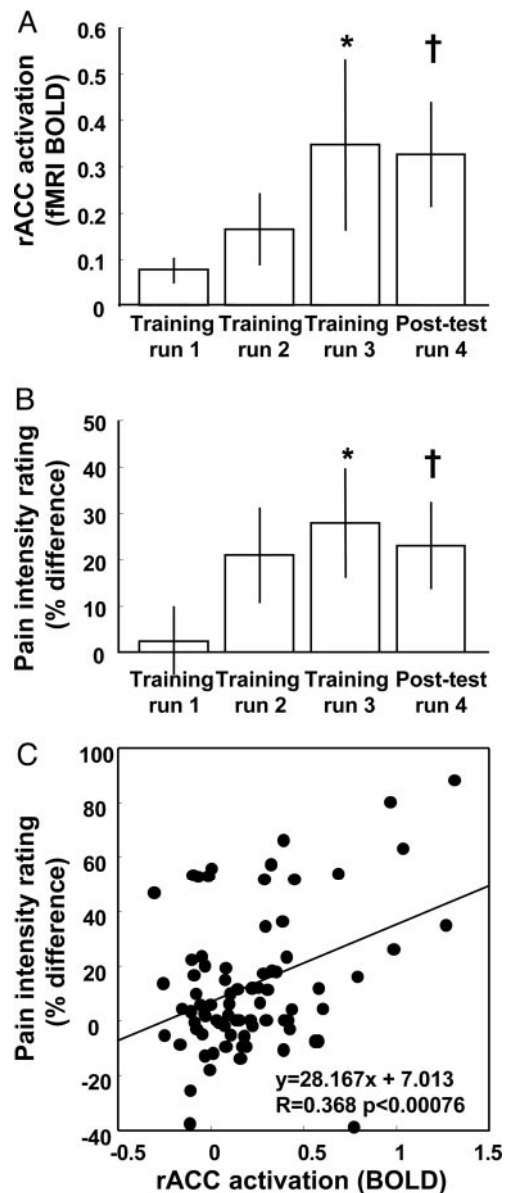 A
rACC activation
(fMRI BOLD)
0.6
0.5
0.4
0.3
0.2
0.1
0
*
†
Training Training Training Post-test
run 1 run 2 run 3 run 4
B
Pain intensity rating
(% difference)
50
40
30
20
10
0
*
†
Training Training Training Post-test
run 1 run 2 run 3 run 4
C
Pain intensity rating
(% difference)
100
80
60
40
20
0
-20
-40
y=28.167x + 7.013
R=0.368 p<0.00076
-0.5 0 0.5 1 1.5
rACC activation (BOLD)